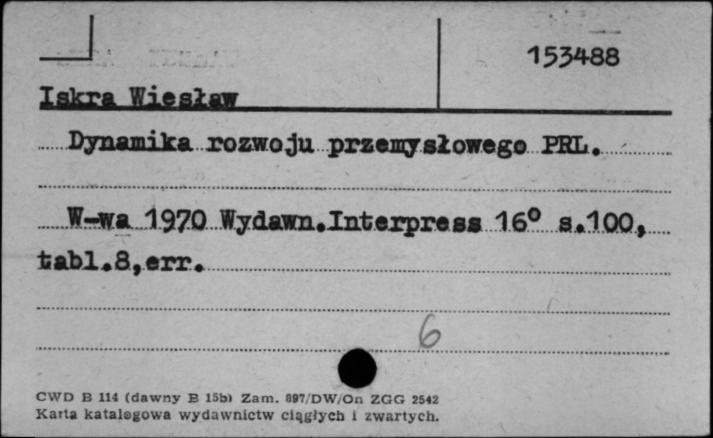 153488
Iskra Wiesław
Dynamika rozwoju przemysłowego PRL.
W-wa 1970 Wydawn.Interpress 16° s.100,
tabl.8,err.
6
CWD B 114 (dawny B 15b) Zam. 897/DW/On ZGG 2542
Karta katalogowa wydawnictw ciągłych i zwartych.